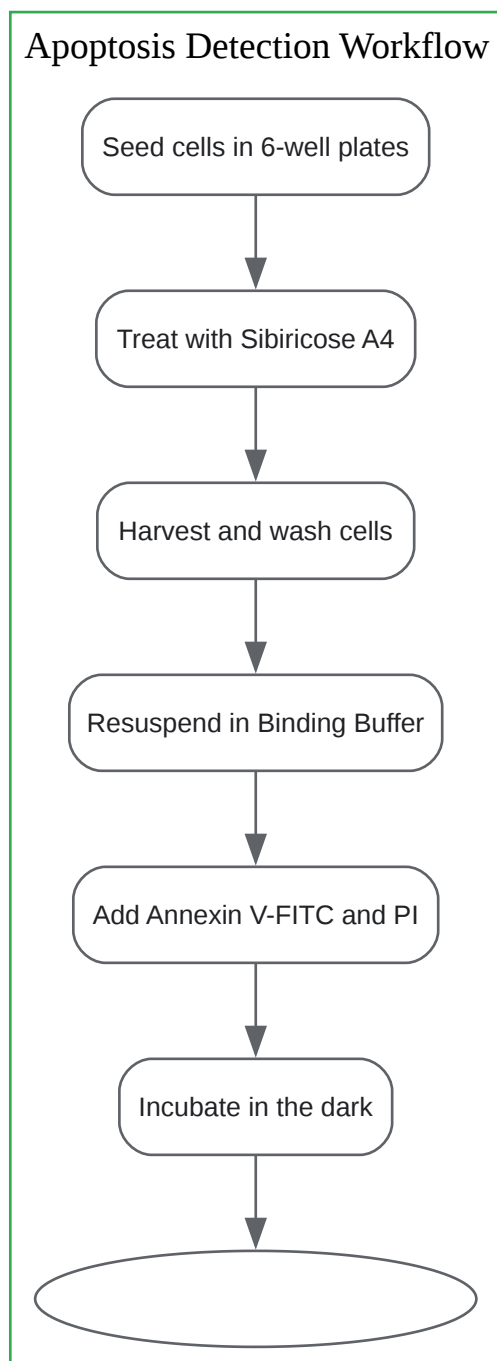 Apoptosis Detection Workflow
Seed cells in 6-well plates
Treat with Sibiricose A4
Harvest and wash cells
Resuspend in Binding Buffer
Add Annexin V-FITC and PI
Incubate in the dark